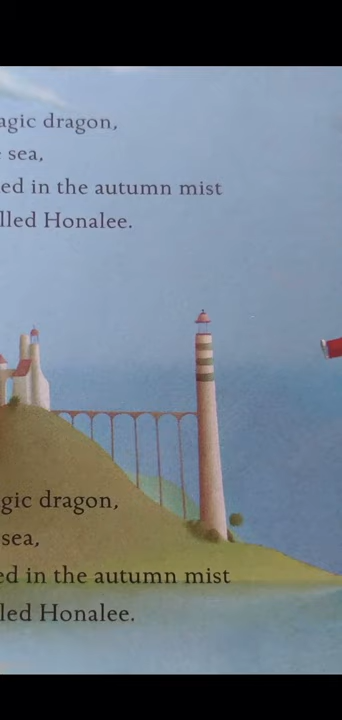 agic dragon,
sea,
ed in the autumn mist
lled Honalee.
gic dragon,
sea,
ed in the autumn mist
led Honalee.